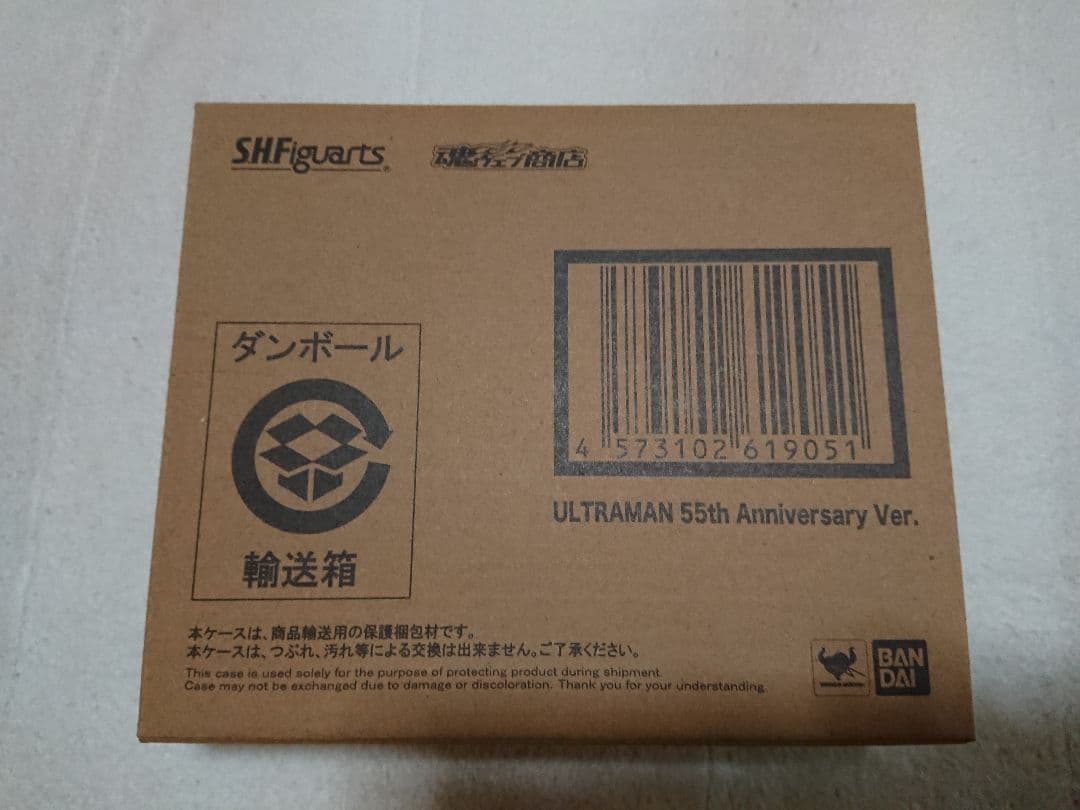 S.H.Figuarts
魂ウェブ商店
ダンボール
輸送箱
4 573102 619051
ULTRAMAN 55th Anniversary Ver.
本ケースは、商品輸送用の保護梱包材です。
本ケースは、つぶれ、汚れ等による交換は出来ません。ご了承ください。
This case is used solely for the purpose of protecting product during shipment.
Case may not be exchanged due to damage or discoloration. Thank you for your understanding.
BAN
DAI